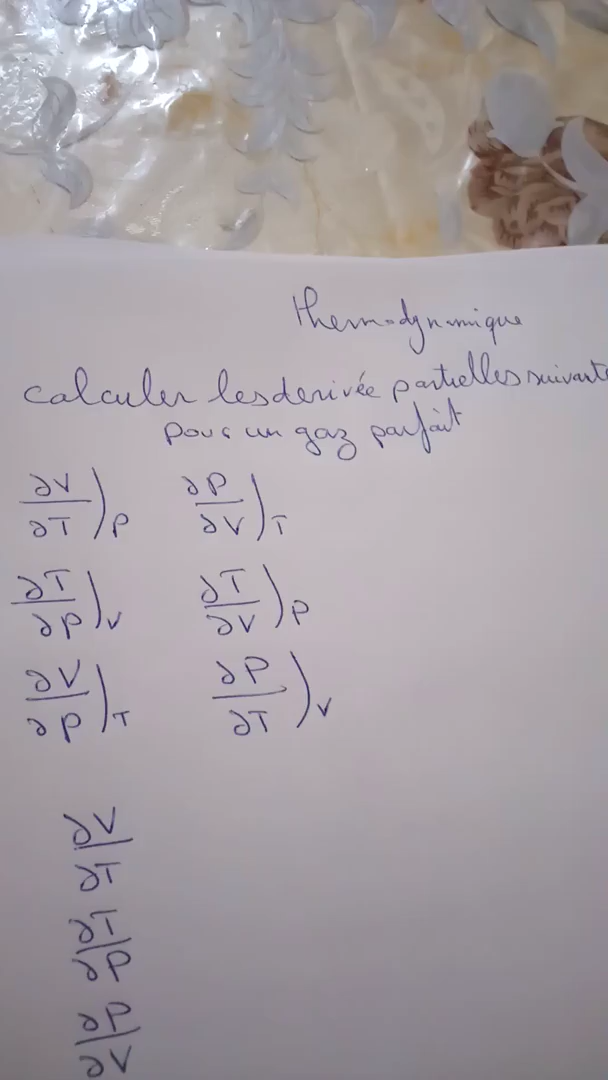 thermodynamique
calculer les derivée partielles suivante
pour un gaz parfait
∂V/∂T)P ∂P/∂V)T
∂T/∂P)V ∂T/∂V)P
∂V/∂P)T ∂P/∂T)V
∂V/∂T
∂T/∂P
∂P/∂V